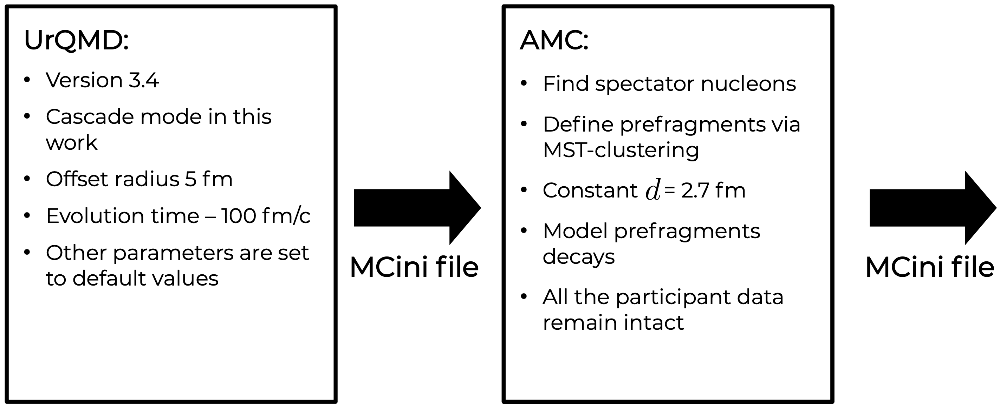 UrQMD:
• Version 3.4
• Cascade mode in this
work
• Offset radius 5 fm
• Evolution time – 100 fm/c
• Other parameters are set
to default values
MCini file
AMC:
• Find spectator nucleons
• Define prefragments via
MST-clustering
• Constant d = 2.7 fm
• Model prefragments
decays
• All the participant data
remain intact
MCini file